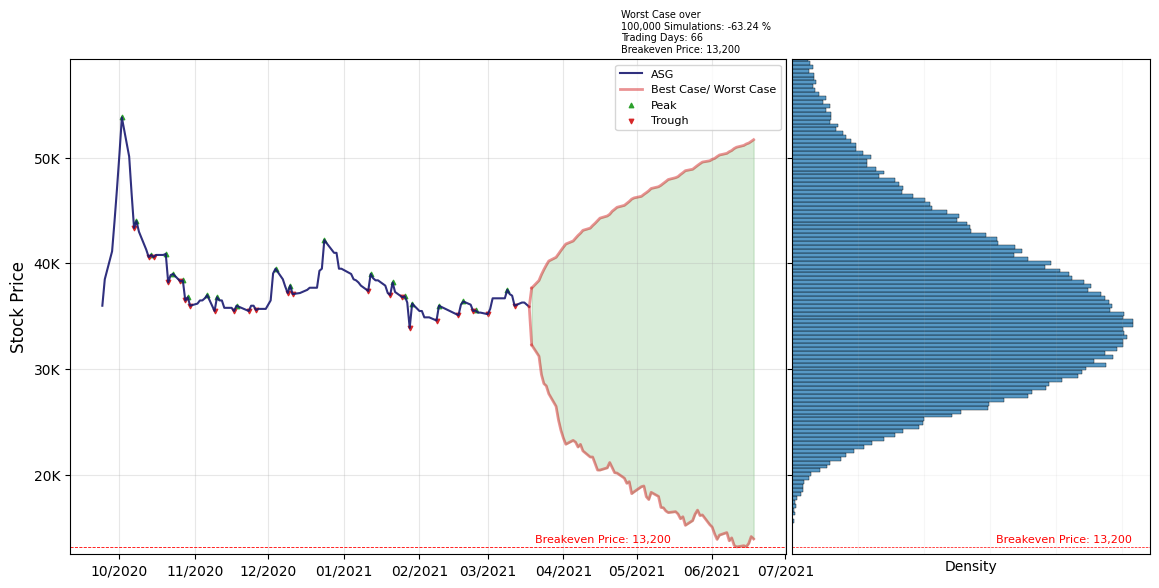 Worst Case over
100,000 Simulations: -63.24 %
Trading Days: 66
Breakeven Price: 13,200
ASG
Best Case/ Worst Case
Peak
Trough
Stock Price
50K
40K
30K
20K
Breakeven Price: 13,200
Breakeven Price: 13,200
10/2020
11/2020
12/2020
01/2021
02/2021
03/2021
04/2021
05/2021
06/2021
07/2021
Density